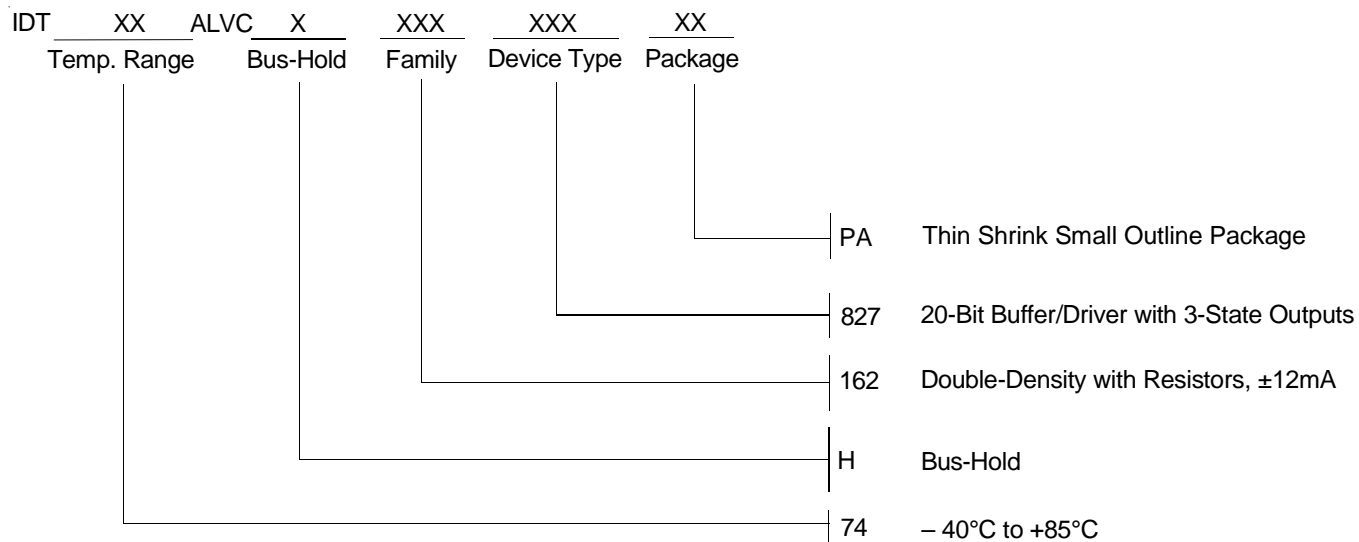 IDT XX ALVC X XXX XXX XX
Temp. Range Bus-Hold Family Device Type Package
PA Thin Shrink Small Outline Package
827 20-Bit Buffer/Driver with 3-State Outputs
162 Double-Density with Resistors, ±12mA
H Bus-Hold
74 – 40°C to +85°C